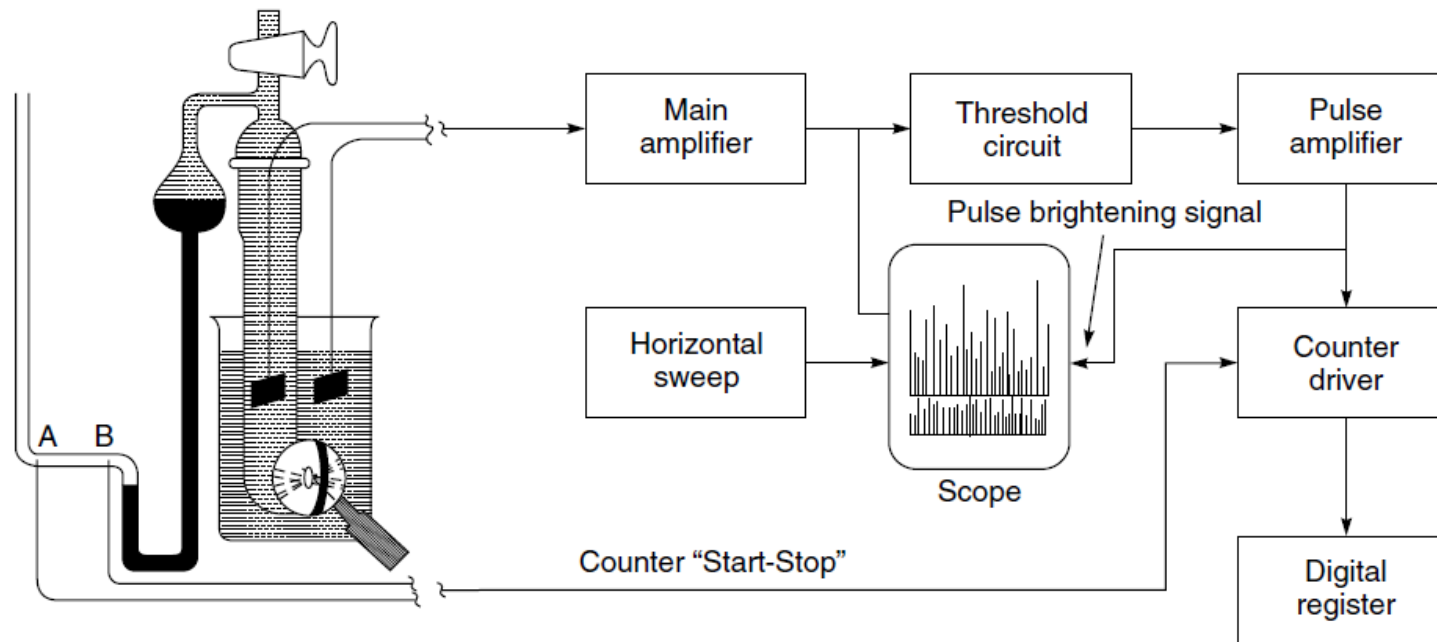 Main
amplifier
Threshold
circuit
Pulse
amplifier
Pulse brightening signal
Horizontal
sweep
Counter
driver
A B
Scope
Counter “Start-Stop”
Digital
register